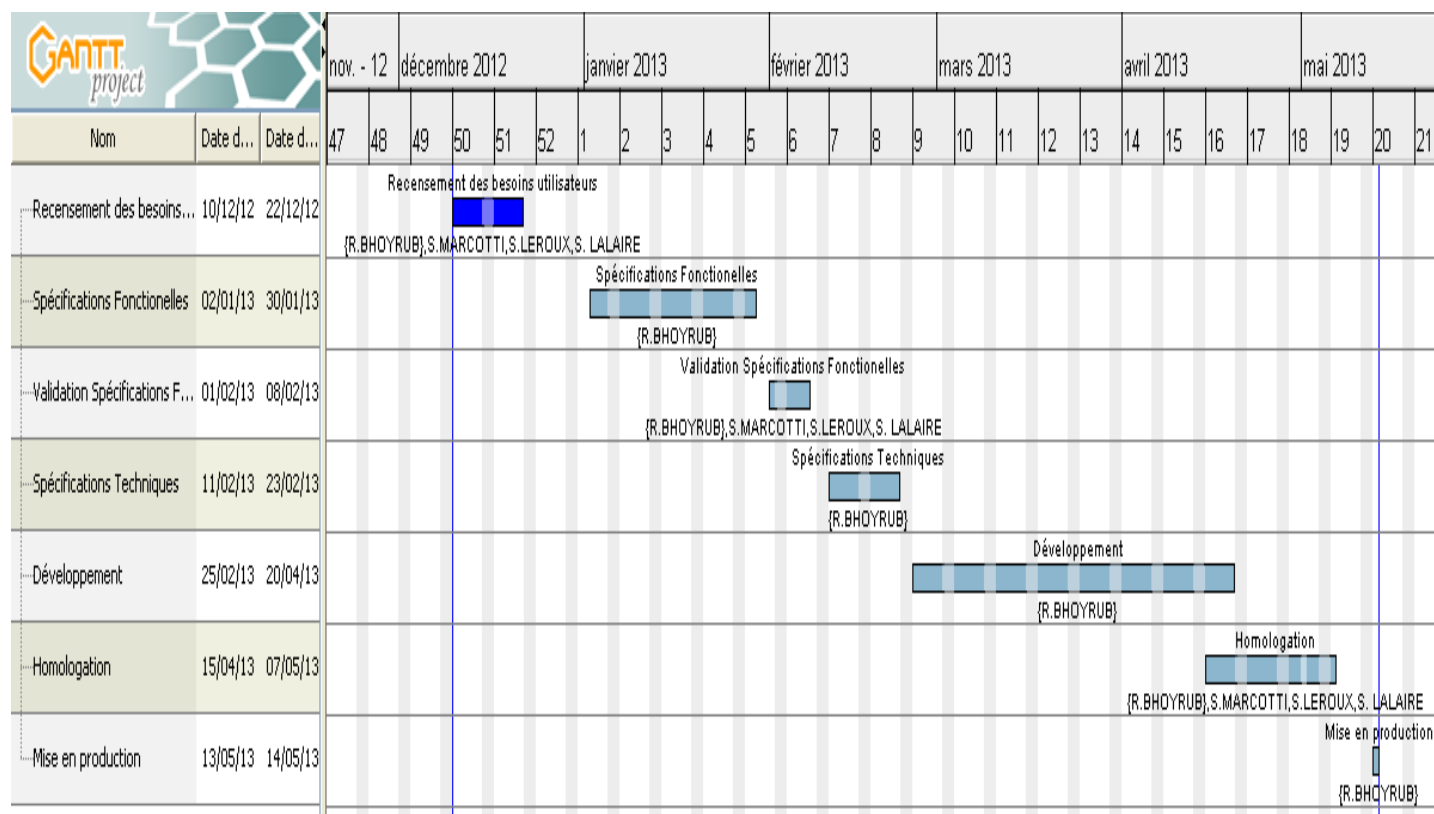 GANTT
project
nov. - 12 décembre 2012 janvier 2013 février 2013 mars 2013 avril 2013 mai 2013
Nom Date d... Date d... 47 48 49 50 51 52 1 2 3 4 5 6 7 8 9 10 11 12 13 14 15 16 17 18 19 20 21
Recensement des besoins utilisateurs
Recensement des besoins... 10/12/12 22/12/12
{R.BHOYRUB},S.MARCOTTI,S.LEROUX,S. LALAIRE
Spécifications Fonctionelles
Spécifications Fonctionelles 02/01/13 30/01/13
{R.BHOYRUB}
Validation Spécifications Fonctionelles
Validation Spécifications F... 01/02/13 08/02/13
{R.BHOYRUB},S.MARCOTTI,S.LEROUX,S. LALAIRE
Spécifications Techniques
Spécifications Techniques 11/02/13 23/02/13
{R.BHOYRUB}
Développement
Développement 25/02/13 20/04/13
{R.BHOYRUB}
Homologation
Homologation 15/04/13 07/05/13
{R.BHOYRUB},S.MARCOTTI,S.LEROUX,S. LALAIRE
Mise en production
Mise en production 13/05/13 14/05/13
{R.BHOYRUB}